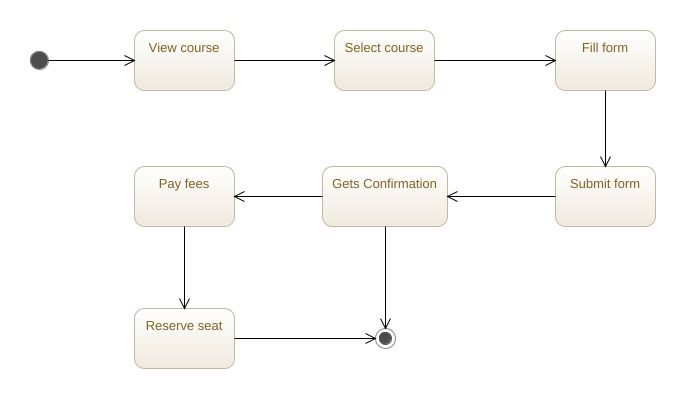 View course
Select course
Fill form
Pay fees
Gets Confirmation
Submit form
Reserve seat